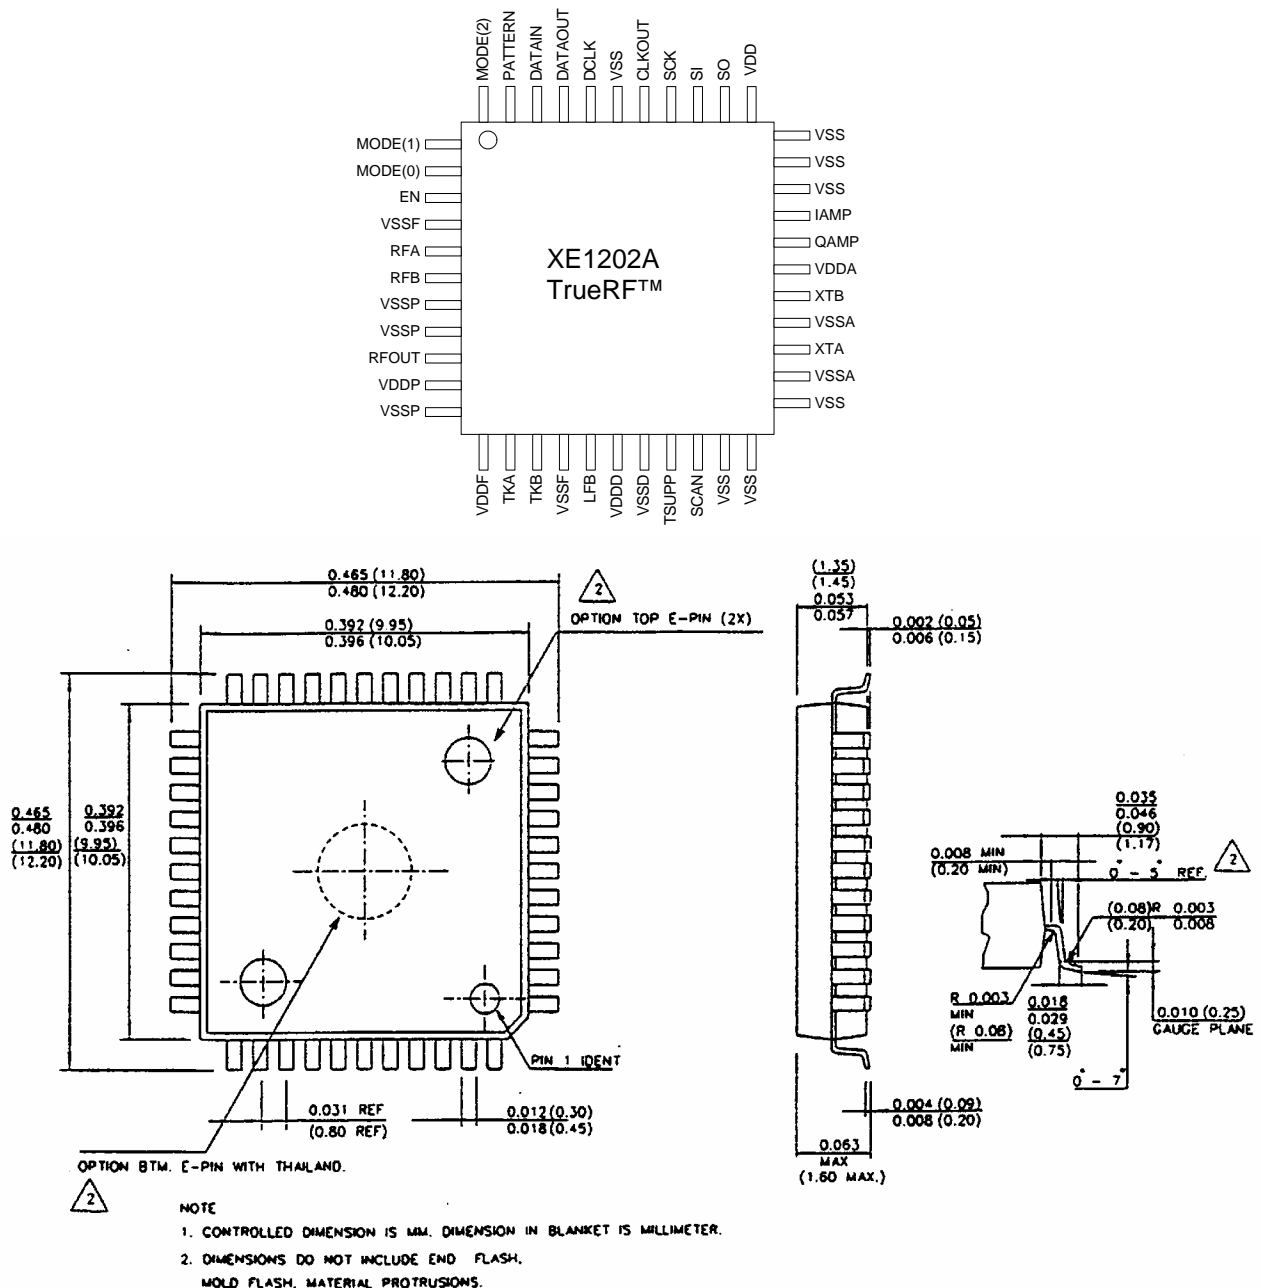 MODE(2)
PATTERN
DATAIN
DATAOUT
DCLK
VSS
CLKOUT
SCK
SI
SO
VDD
MODE(1)
MODE(0)
EN
VSSF
RFA
RFB
VSSP
VSSP
RFOUT
VDDP
VSSP
XE1202A
TrueRF™
VSS
VSS
VSS
IAMP
QAMP
VDDA
XTB
VSSA
XTA
VSSA
VSS
VDDF
TKA
TKB
VSSF
LFB
VDDD
VSSD
TSUPP
SCAN
VSS
VSS
0.465 (11.80)
0.480 (12.20)
2
OPTION TOP E-PIN (2X)
0.392 (9.95)
0.396 (10.05)
0.465
0.480
(11.80)
(12.20)
0.392
0.396
(9.95)
(10.05)
PIN 1 IDENT
0.031 REF
(0.80 REF)
0.012(0.30)
0.018(0.45)
OPTION BTM. E-PIN WITH THAILAND.
2
(1.35)
(1.45)
0.053
0.057
0.002 (0.05)
0.006 (0.15)
0.035
0.046
(0.90)
(1.17)
0.008 MIN
(0.20 MIN)
0° - 5° REF.
2
(0.08)R 0.003
(0.20) 0.008
R 0.003
MIN
(R 0.08)
MIN
0.018
0.029
(0.45)
(0.75)
0.010 (0.25)
GAUGE PLANE
0° - 7°
0.004 (0.09)
0.008 (0.20)
0.063
MAX
(1.60 MAX.)
NOTE
1. CONTROLLED DIMENSION IS MM. DIMENSION IN BLANKET IS MILLIMETER.
2. DIMENSIONS DO NOT INCLUDE END FLASH,
MOLD FLASH, MATERIAL PROTRUSIONS.